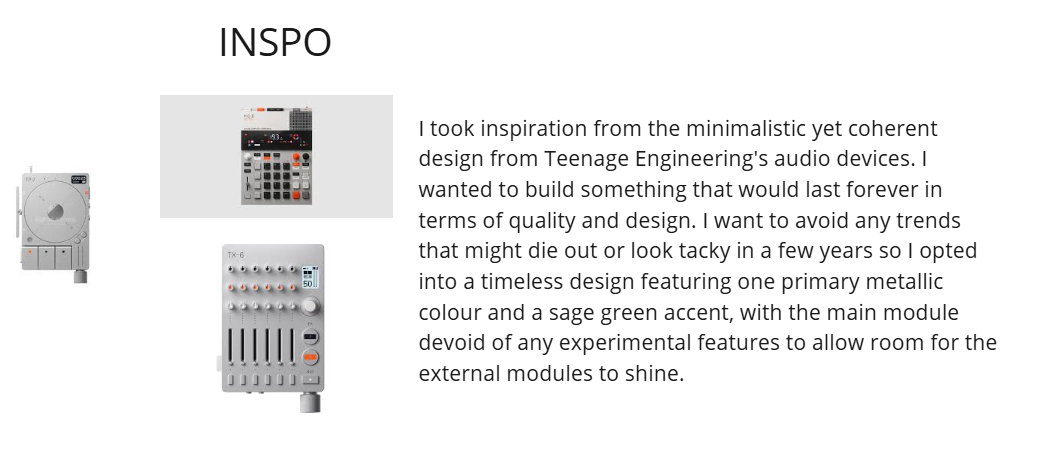 INSPO
I took inspiration from the minimalistic yet coherent
design from Teenage Engineering's audio devices. I
wanted to build something that would last forever in
terms of quality and design. I want to avoid any trends
that might die out or look tacky in a few years so I opted
into a timeless design featuring one primary metallic
colour and a sage green accent, with the main module
devoid of any experimental features to allow room for the
external modules to shine.
TX-6
50